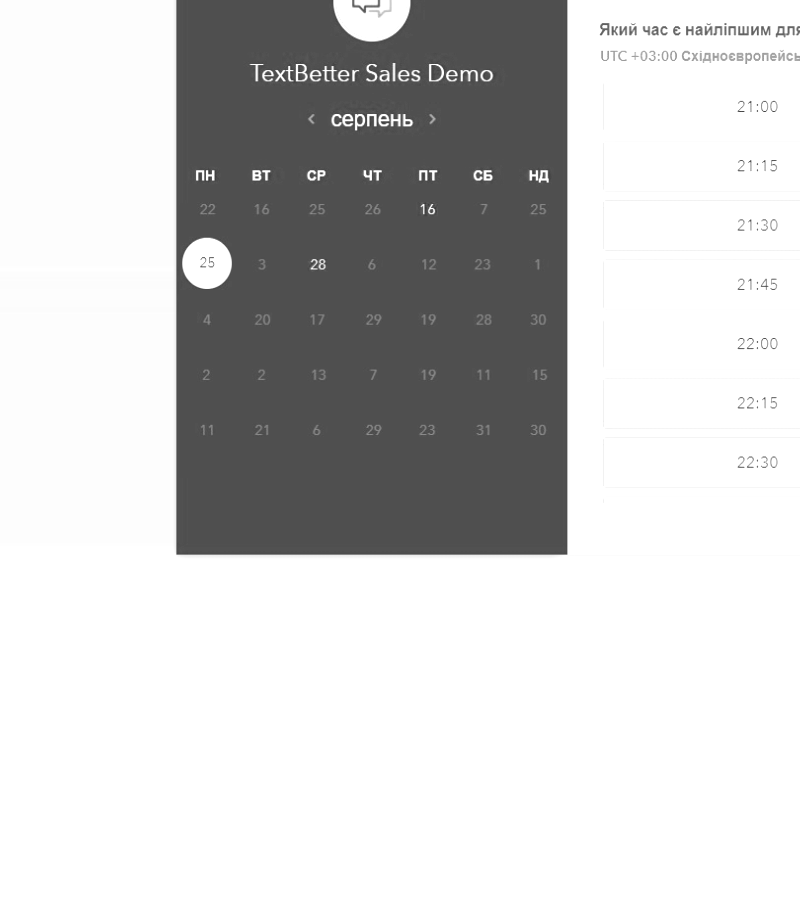 TextBetter Sales Demo
‹ серпень ›
ПН ВТ СР ЧТ ПТ СБ НД
22 16 25 26 16 7 25
25 3 28 6 12 23 1
4 20 17 29 19 28 30
2 2 13 7 19 11 15
11 21 6 29 23 31 30
Який час є найліпшим для
UTC +03:00 Східноєвропейсь
21:00
21:15
21:30
21:45
22:00
22:15
22:30